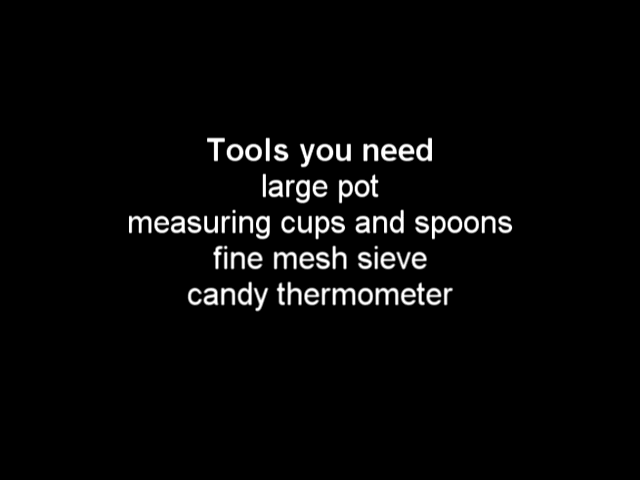 Tools you need
large pot
measuring cups and spoons
fine mesh sieve
candy thermometer